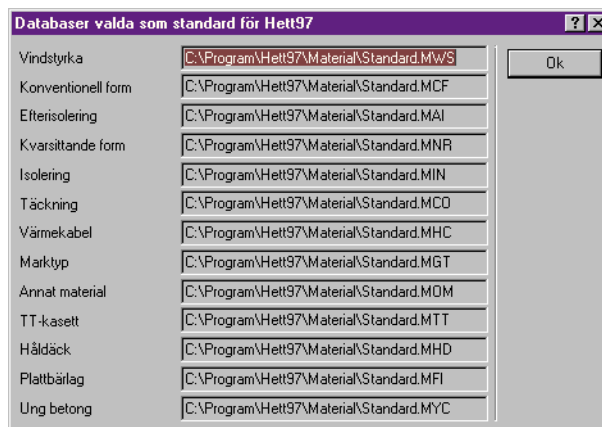 Databaser valda som standard för Hett97
Vindstyrka C:\Program\Hett97\Material\Standard.MWS
Ok
Konventionell form C:\Program\Hett97\Material\Standard.MCF
Efterisolering C:\Program\Hett97\Material\Standard.MAI
Kvarsittande form C:\Program\Hett97\Material\Standard.MNR
Isolering C:\Program\Hett97\Material\Standard.MIN
Täckning C:\Program\Hett97\Material\Standard.MCO
Värmekabel C:\Program\Hett97\Material\Standard.MHC
Marktyp C:\Program\Hett97\Material\Standard.MGT
Annat material C:\Program\Hett97\Material\Standard.MOM
TT-kasett C:\Program\Hett97\Material\Standard.MTT
Håldäck C:\Program\Hett97\Material\Standard.MHD
Plattbärlag C:\Program\Hett97\Material\Standard.MFI
Ung betong C:\Program\Hett97\Material\Standard.MYC